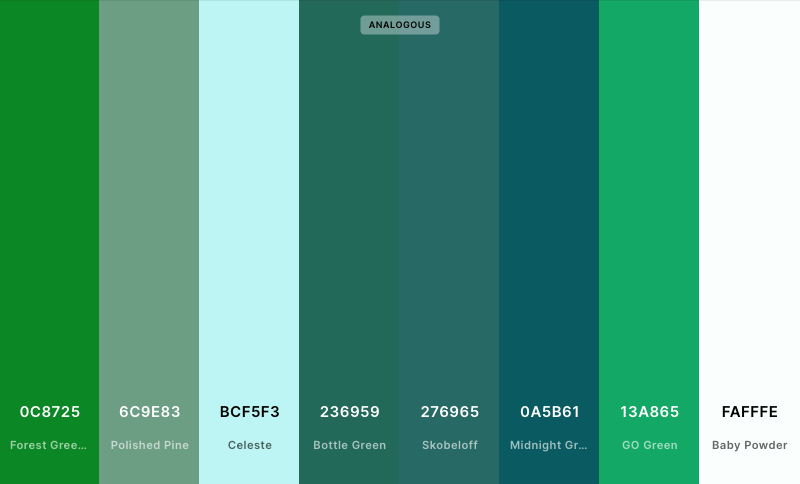 ANALOGOUS
0C8725 6C9E83 BCF5F3 236959 276965 0A5B61 13A865 FAFFFE
Forest Gree... Polished Pine Celeste Bottle Green Skobeloff Midnight Gr... GO Green Baby Powder